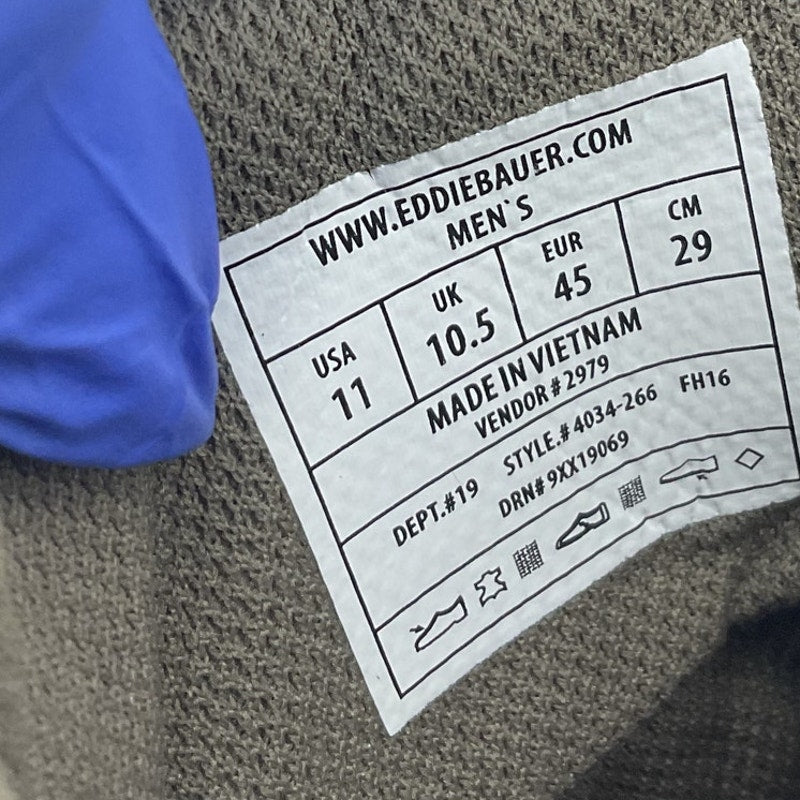 WWW.EDDIEBAUER.COM
MEN`S
USA UK EUR CM
11 10.5 45 29
MADE IN VIETNAM
VENDOR#2979
DEPT.#19 STYLE.#4034-266 FH16
DRN#9XX19069